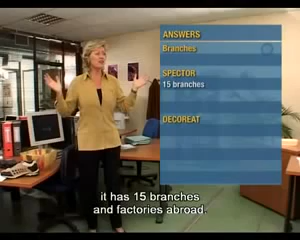 ANSWERS
Branches
SPECTOR
15 branches
DECOREAT
it has 15 branches
and factories abroad.